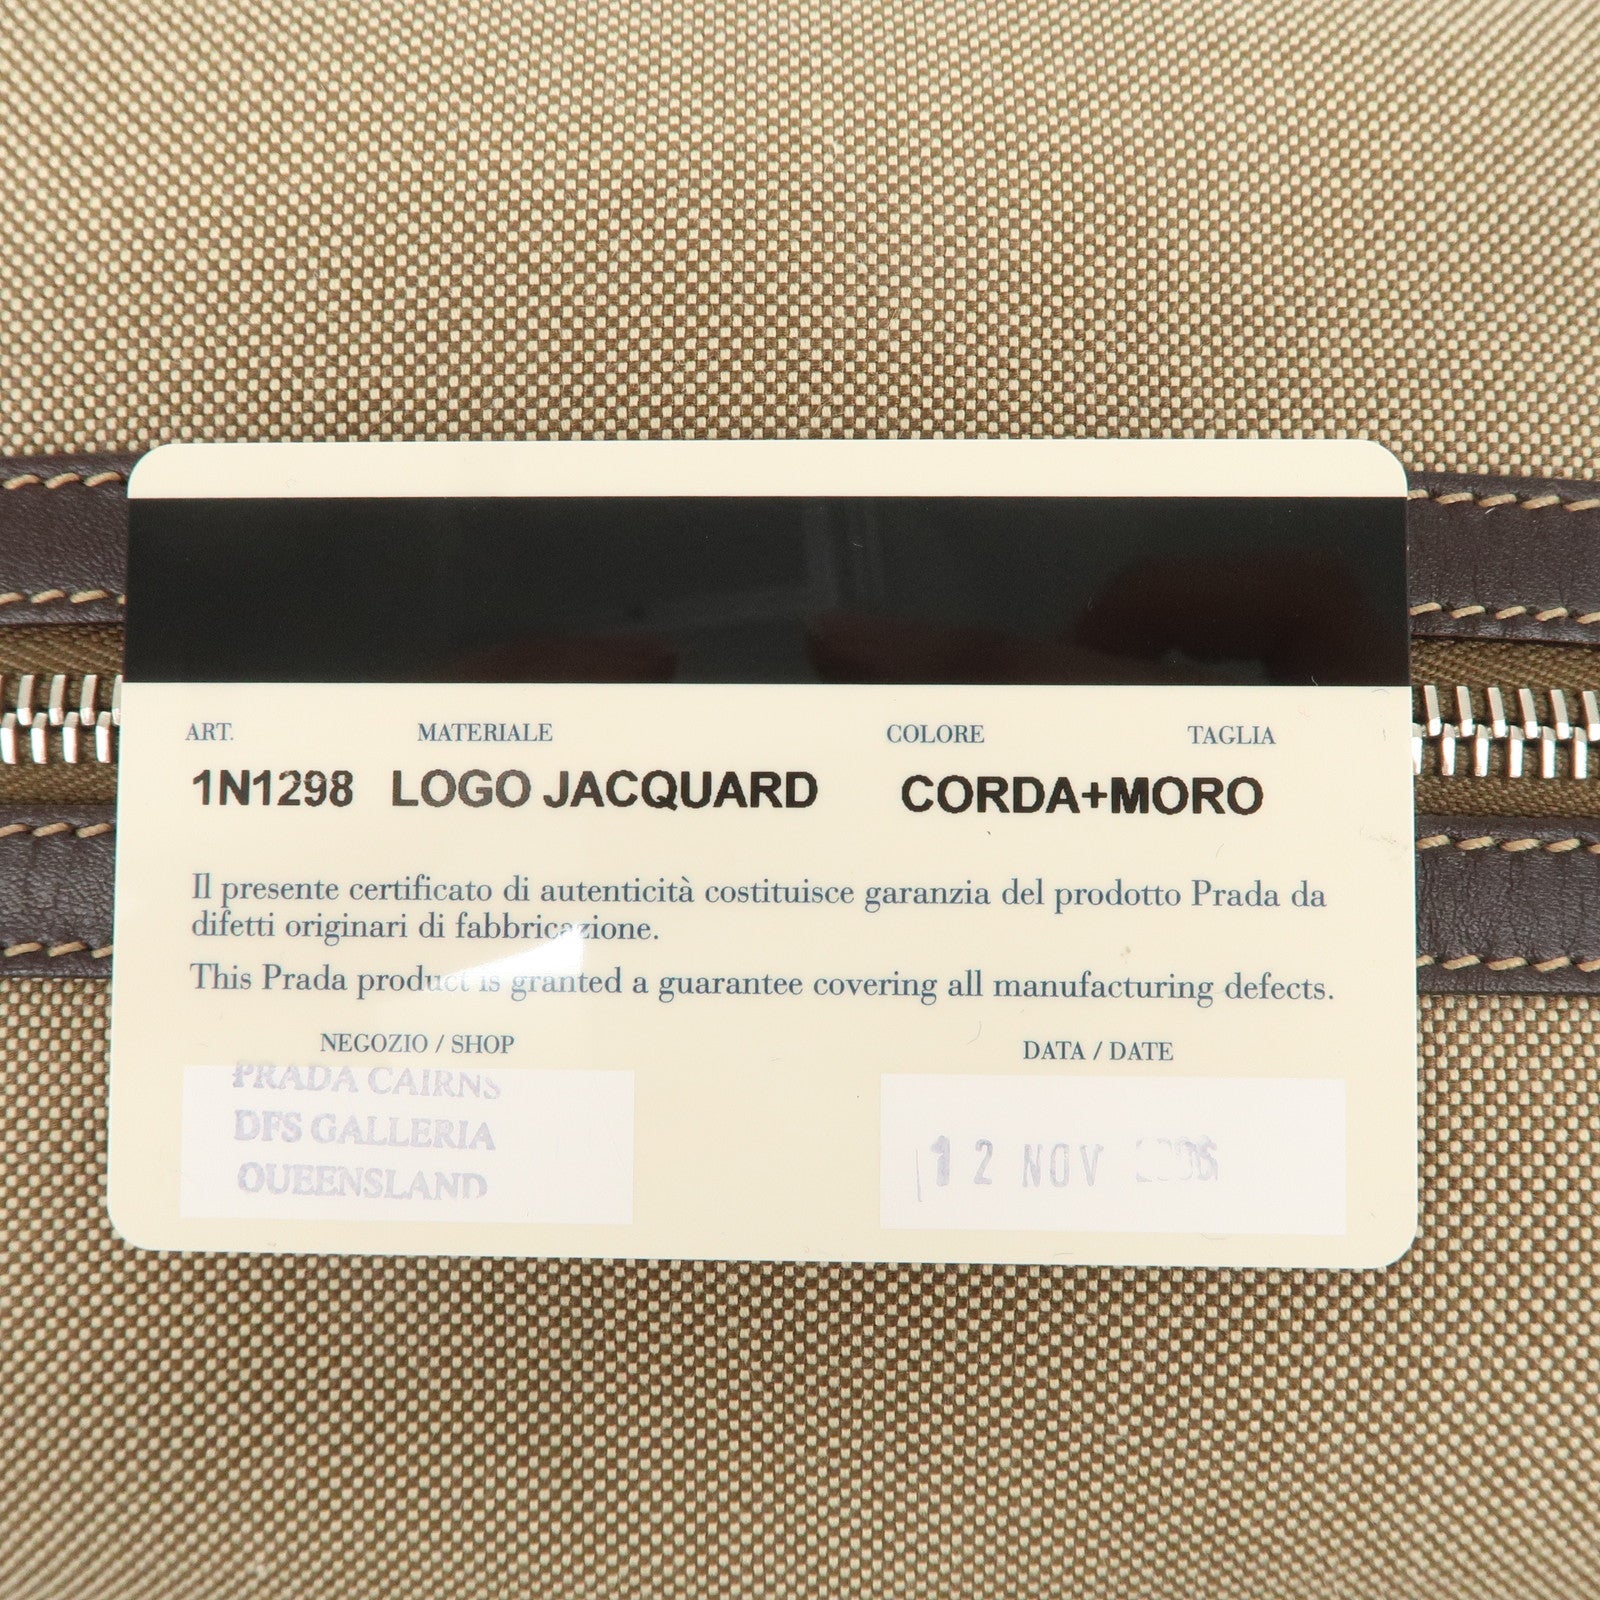 ART. MATERIALE COLORE TAGLIA
1N1298 LOGO JACQUARD CORDA+MORO
Il presente certificato di autenticità costituisce garanzia del prodotto Prada da
difetti originari di fabbricazione.
This Prada product is granted a guarantee covering all manufacturing defects.
NEGOZIO / SHOP DATA / DATE
PRADA CAIRNS
DFS GALLERIA
QUEENSLAND
12 NOV